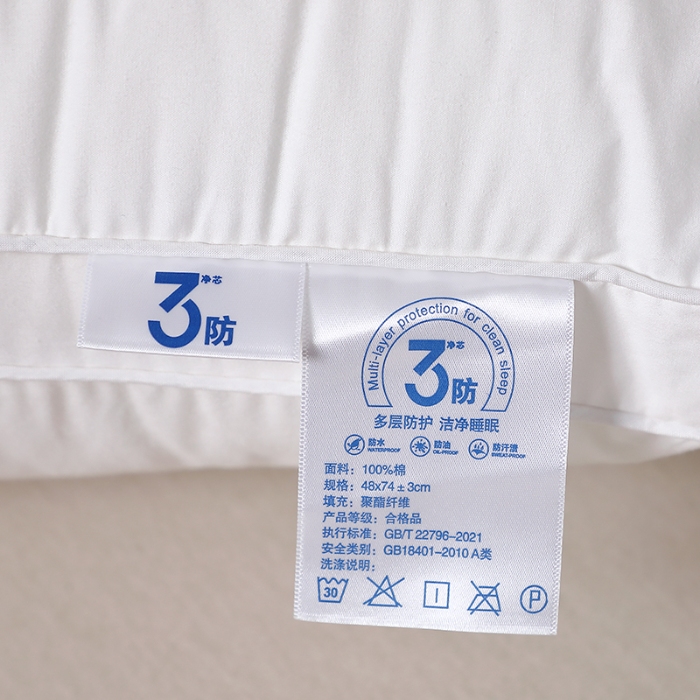 3净芯防
Multi-layer protection for clean sleep
3净芯防
多层防护 洁净睡眠
防水 防油 防汗渍
WATERPROOF OIL-PROOF SWEAT-PROOF
面料：100%棉
规格：48x74±3cm
填充：聚酯纤维
产品等级：合格品
执行标准：GB/T 22796-2021
安全类别：GB18401-2010 A类
洗涤说明：
30 P